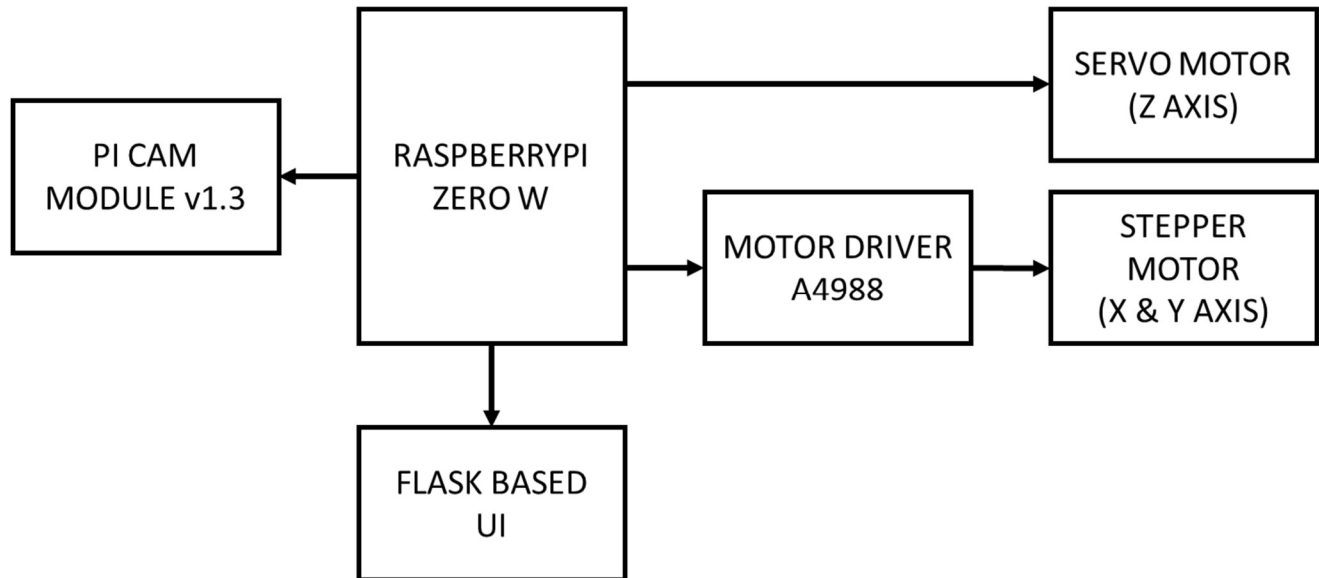 PI CAM
MODULE v1.3
RASPBERRYPI
ZERO W
SERVO MOTOR
(Z AXIS)
MOTOR DRIVER
A4988
STEPPER
MOTOR
(X & Y AXIS)
FLASK BASED
UI